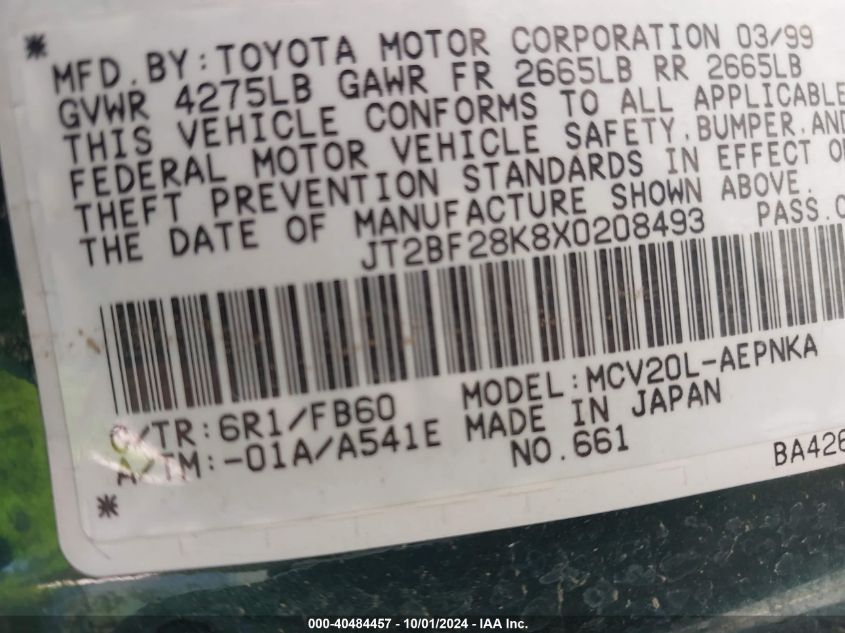 * MFD.BY:TOYOTA MOTOR CORPORATION 03/99
GVWR 4275LB GAWR FR 2665LB RR 2665LB
THIS VEHICLE CONFORMS TO ALL APPLICABLE
FEDERAL MOTOR VEHICLE SAFETY,BUMPER,AND
THEFT PREVENTION STANDARDS IN EFFECT O
THE DATE OF MANUFACTURE SHOWN ABOVE.
JT2BF28K8X0208493 PASS.C
C/TR:6R1/FB60 MODEL:MCV20L-AEPNKA
A/TM:-01A/A541E MADE IN JAPAN
* NO.661 BA426
000-40484457 - 10/01/2024 - IAA Inc.